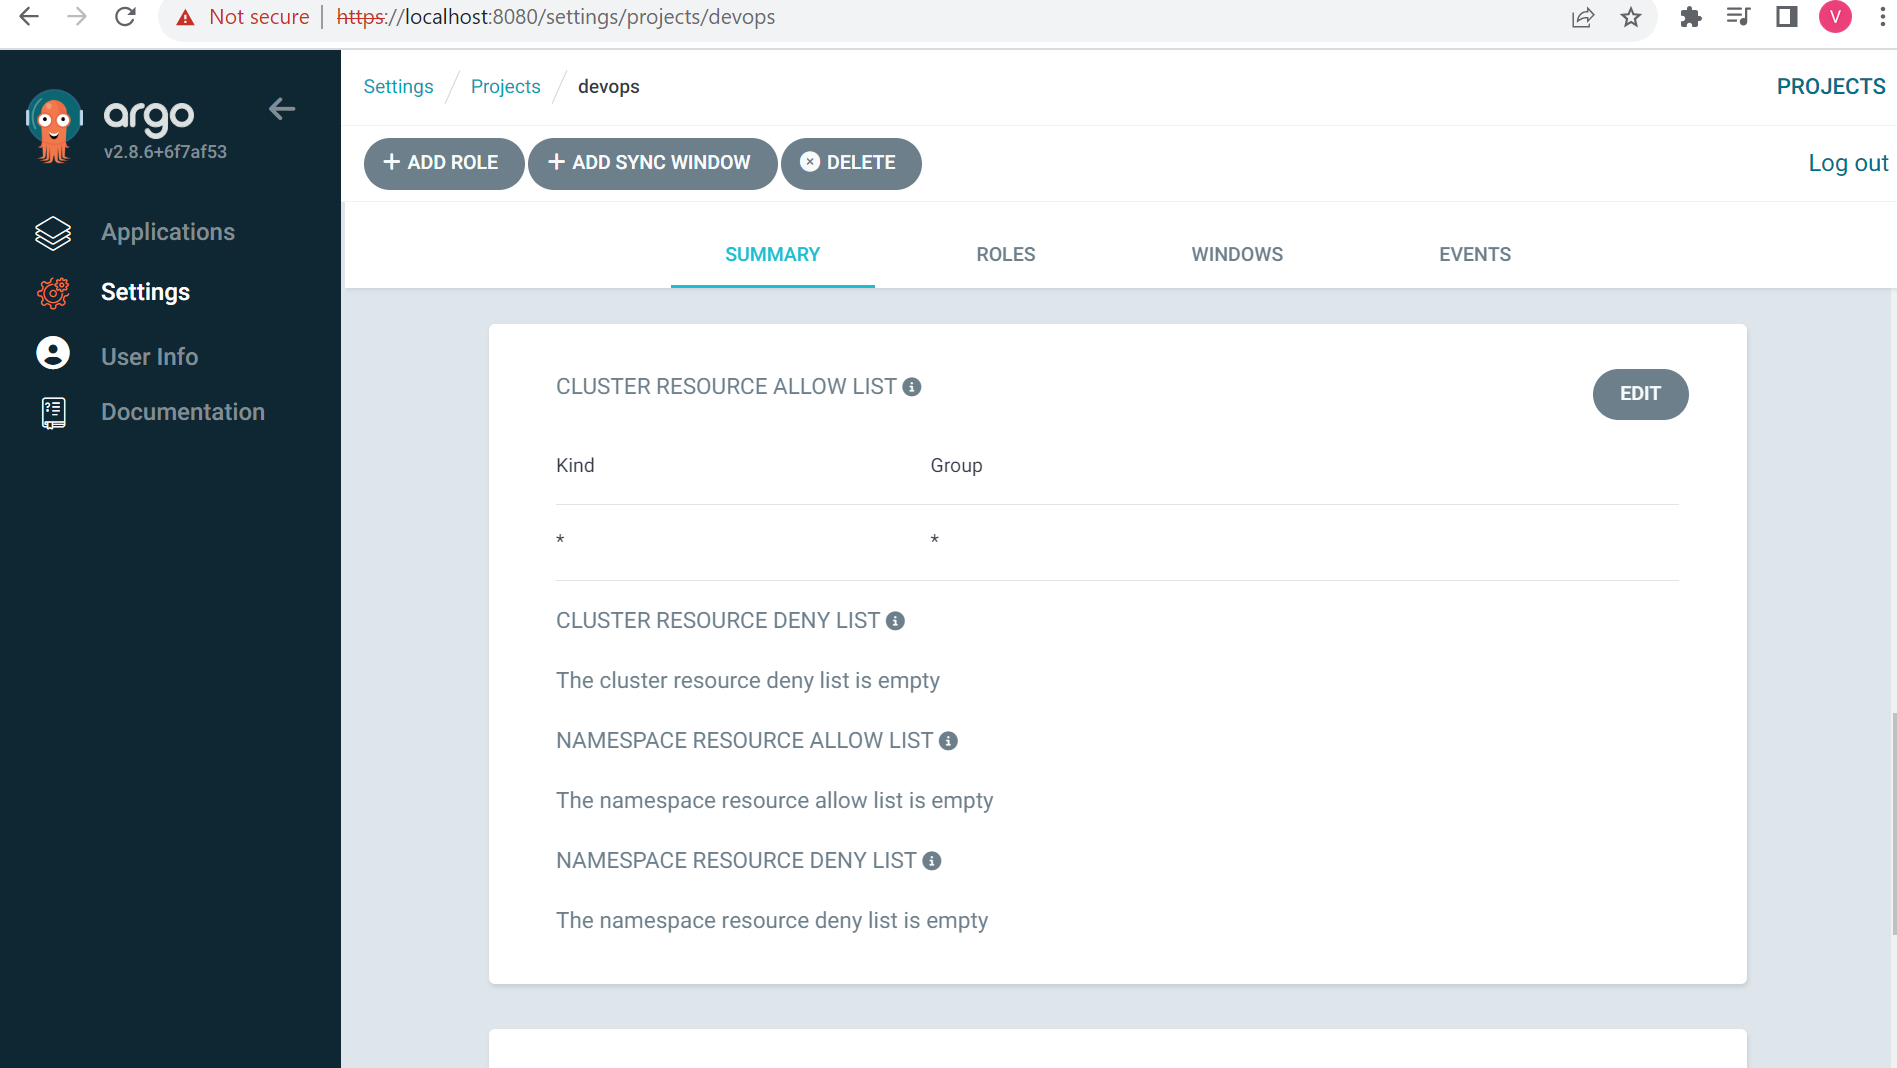 Not secure | https://localhost:8080/settings/projects/devops
V
argo
v2.8.6+6f7af53
Applications
Settings
User Info
Documentation
Settings / Projects / devops
PROJECTS
+ ADD ROLE
+ ADD SYNC WINDOW
DELETE
Log out
SUMMARY
ROLES
WINDOWS
EVENTS
CLUSTER RESOURCE ALLOW LIST
EDIT
Kind Group
* *
CLUSTER RESOURCE DENY LIST
The cluster resource deny list is empty
NAMESPACE RESOURCE ALLOW LIST
The namespace resource allow list is empty
NAMESPACE RESOURCE DENY LIST
The namespace resource deny list is empty